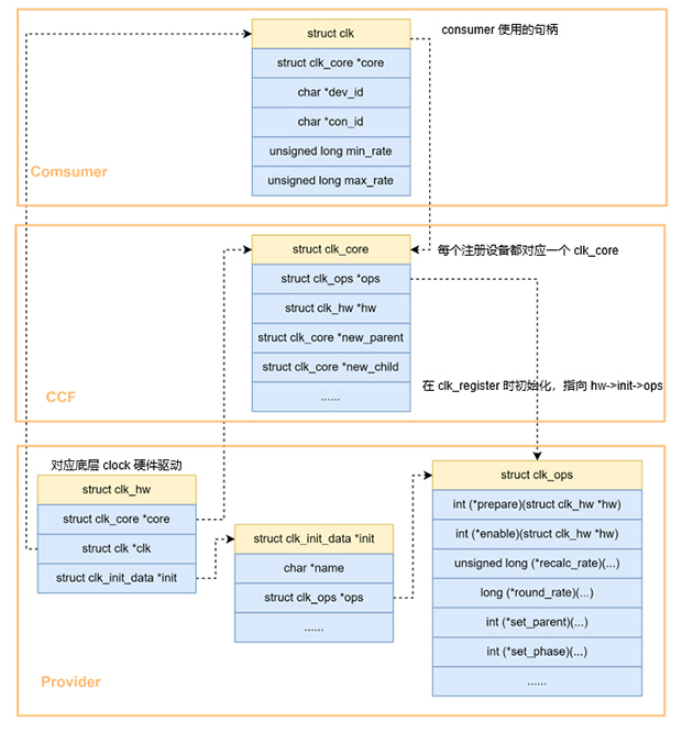 struct clk
consumer 使用的句柄
struct clk_core *core
char *dev_id
char *con_id
unsigned long min_rate
unsigned long max_rate
Comsumer
struct clk_core
每个注册设备都对应一个 clk_core
struct clk_ops *ops
struct clk_hw *hw
struct clk_core *new_parent
struct clk_core *new_child
......
在 clk_register 时初始化，指向 hw->init->ops
CCF
对应底层 clock 硬件驱动
struct clk_hw
struct clk_core *core
struct clk *clk
struct clk_init_data *init
struct clk_init_data *init
char *name
struct clk_ops *ops
......
struct clk_ops
int (*prepare)(struct clk_hw *hw)
int (*enable)(struct clk_hw *hw)
unsigned long (*recalc_rate)(...)
long (*round_rate)(...)
int (*set_parent)(...)
int (*set_phase)(...)
......
Provider